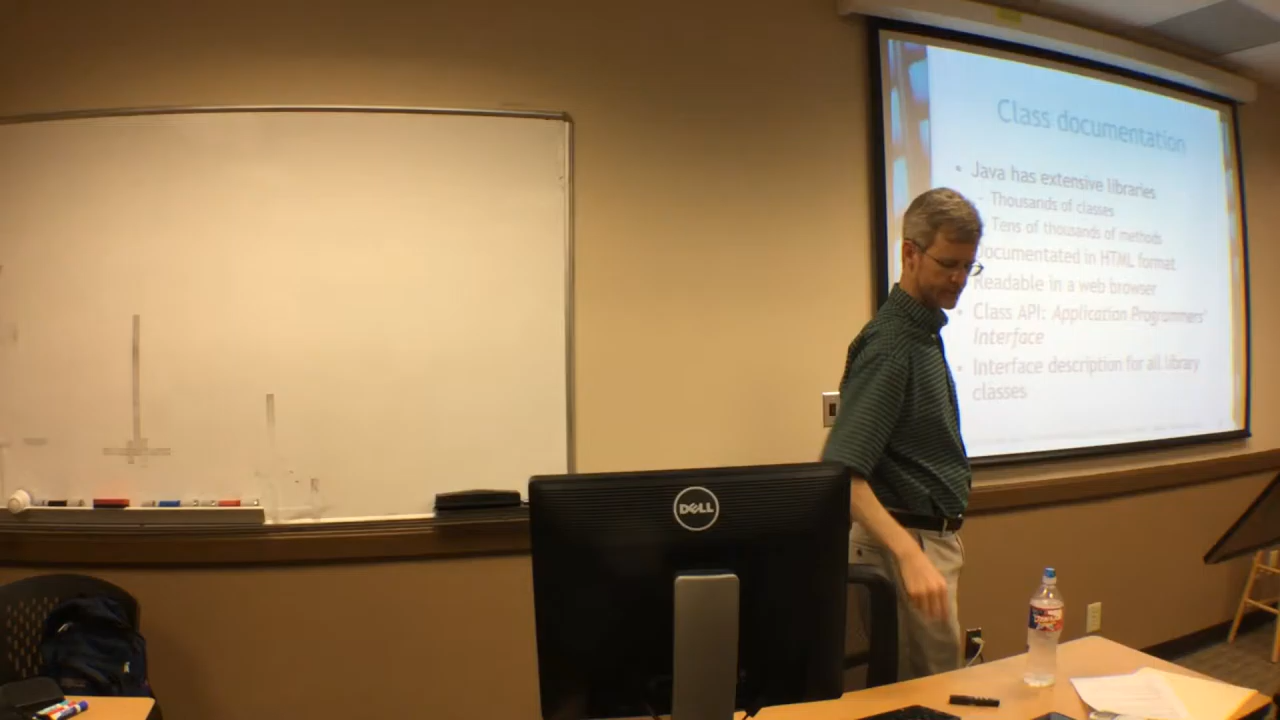 Class documentation
• Java has extensive libraries
– Thousands of classes
– Tens of thousands of methods
Documentated in HTML format
Readable in a web browser
• Class API: Application Programmers'
Interface
• Interface description for all library
classes
DELL